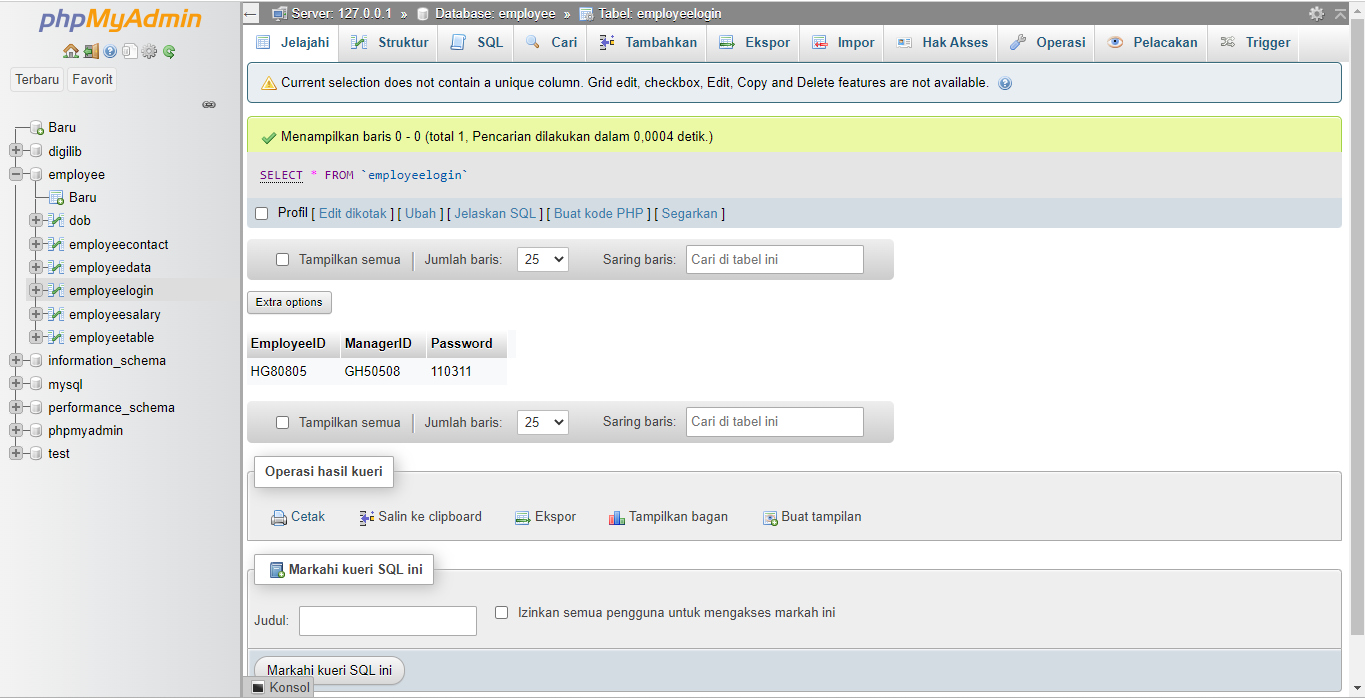 phpMyAdmin
Terbaru Favorit
Baru
digilib
employee
Baru
dob
employeecontact
employeedata
employeelogin
employeesalary
employeetable
information_schema
mysql
performance_schema
phpmyadmin
test
Server: 127.0.0.1 » Database: employee » Tabel: employeelogin
Jelajahi Struktur SQL Cari Tambahkan Ekspor Impor Hak Akses Operasi Pelacakan Trigger
Current selection does not contain a unique column. Grid edit, checkbox, Edit, Copy and Delete features are not available.
Menampilkan baris 0 - 0 (total 1, Pencarian dilakukan dalam 0,0004 detik.)
SELECT * FROM `employeelogin`
Profil [ Edit dikotak ] [ Ubah ] [ Jelaskan SQL ] [ Buat kode PHP ] [ Segarkan ]
Tampilkan semua | Jumlah baris: 25 Saring baris: Cari di tabel ini
Extra options
EmployeeID ManagerID Password
HG80805 GH50508 110311
Tampilkan semua | Jumlah baris: 25 Saring baris: Cari di tabel ini
Operasi hasil kueri
Cetak Salin ke clipboard Ekspor Tampilkan bagan Buat tampilan
Markahi kueri SQL ini
Judul: Izinkan semua pengguna untuk mengakses markah ini
Markahi kueri SQL ini
Konsol